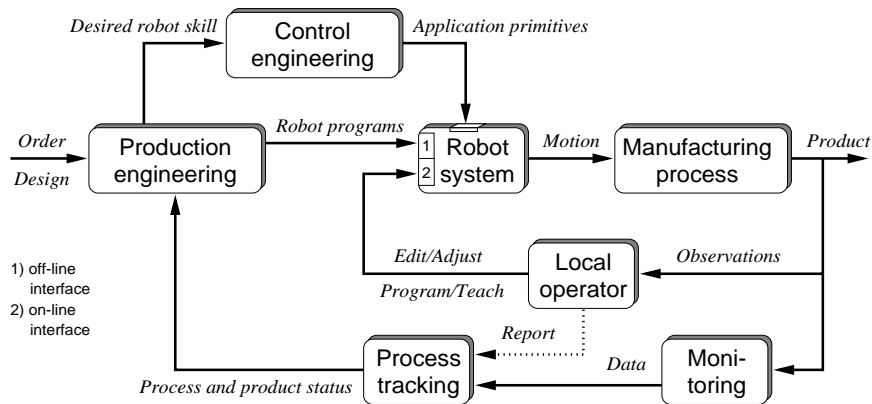 Desired robot skill
Control
engineering
Application primitives
Order
Design
Production
engineering
Robot programs
1
2
Robot
system
Motion
Manufacturing
process
Product
1) off-line
interface
2) on-line
interface
Edit/Adjust
Program/Teach
Local
operator
Observations
Report
Process and product status
Process
tracking
Data
Moni-
toring